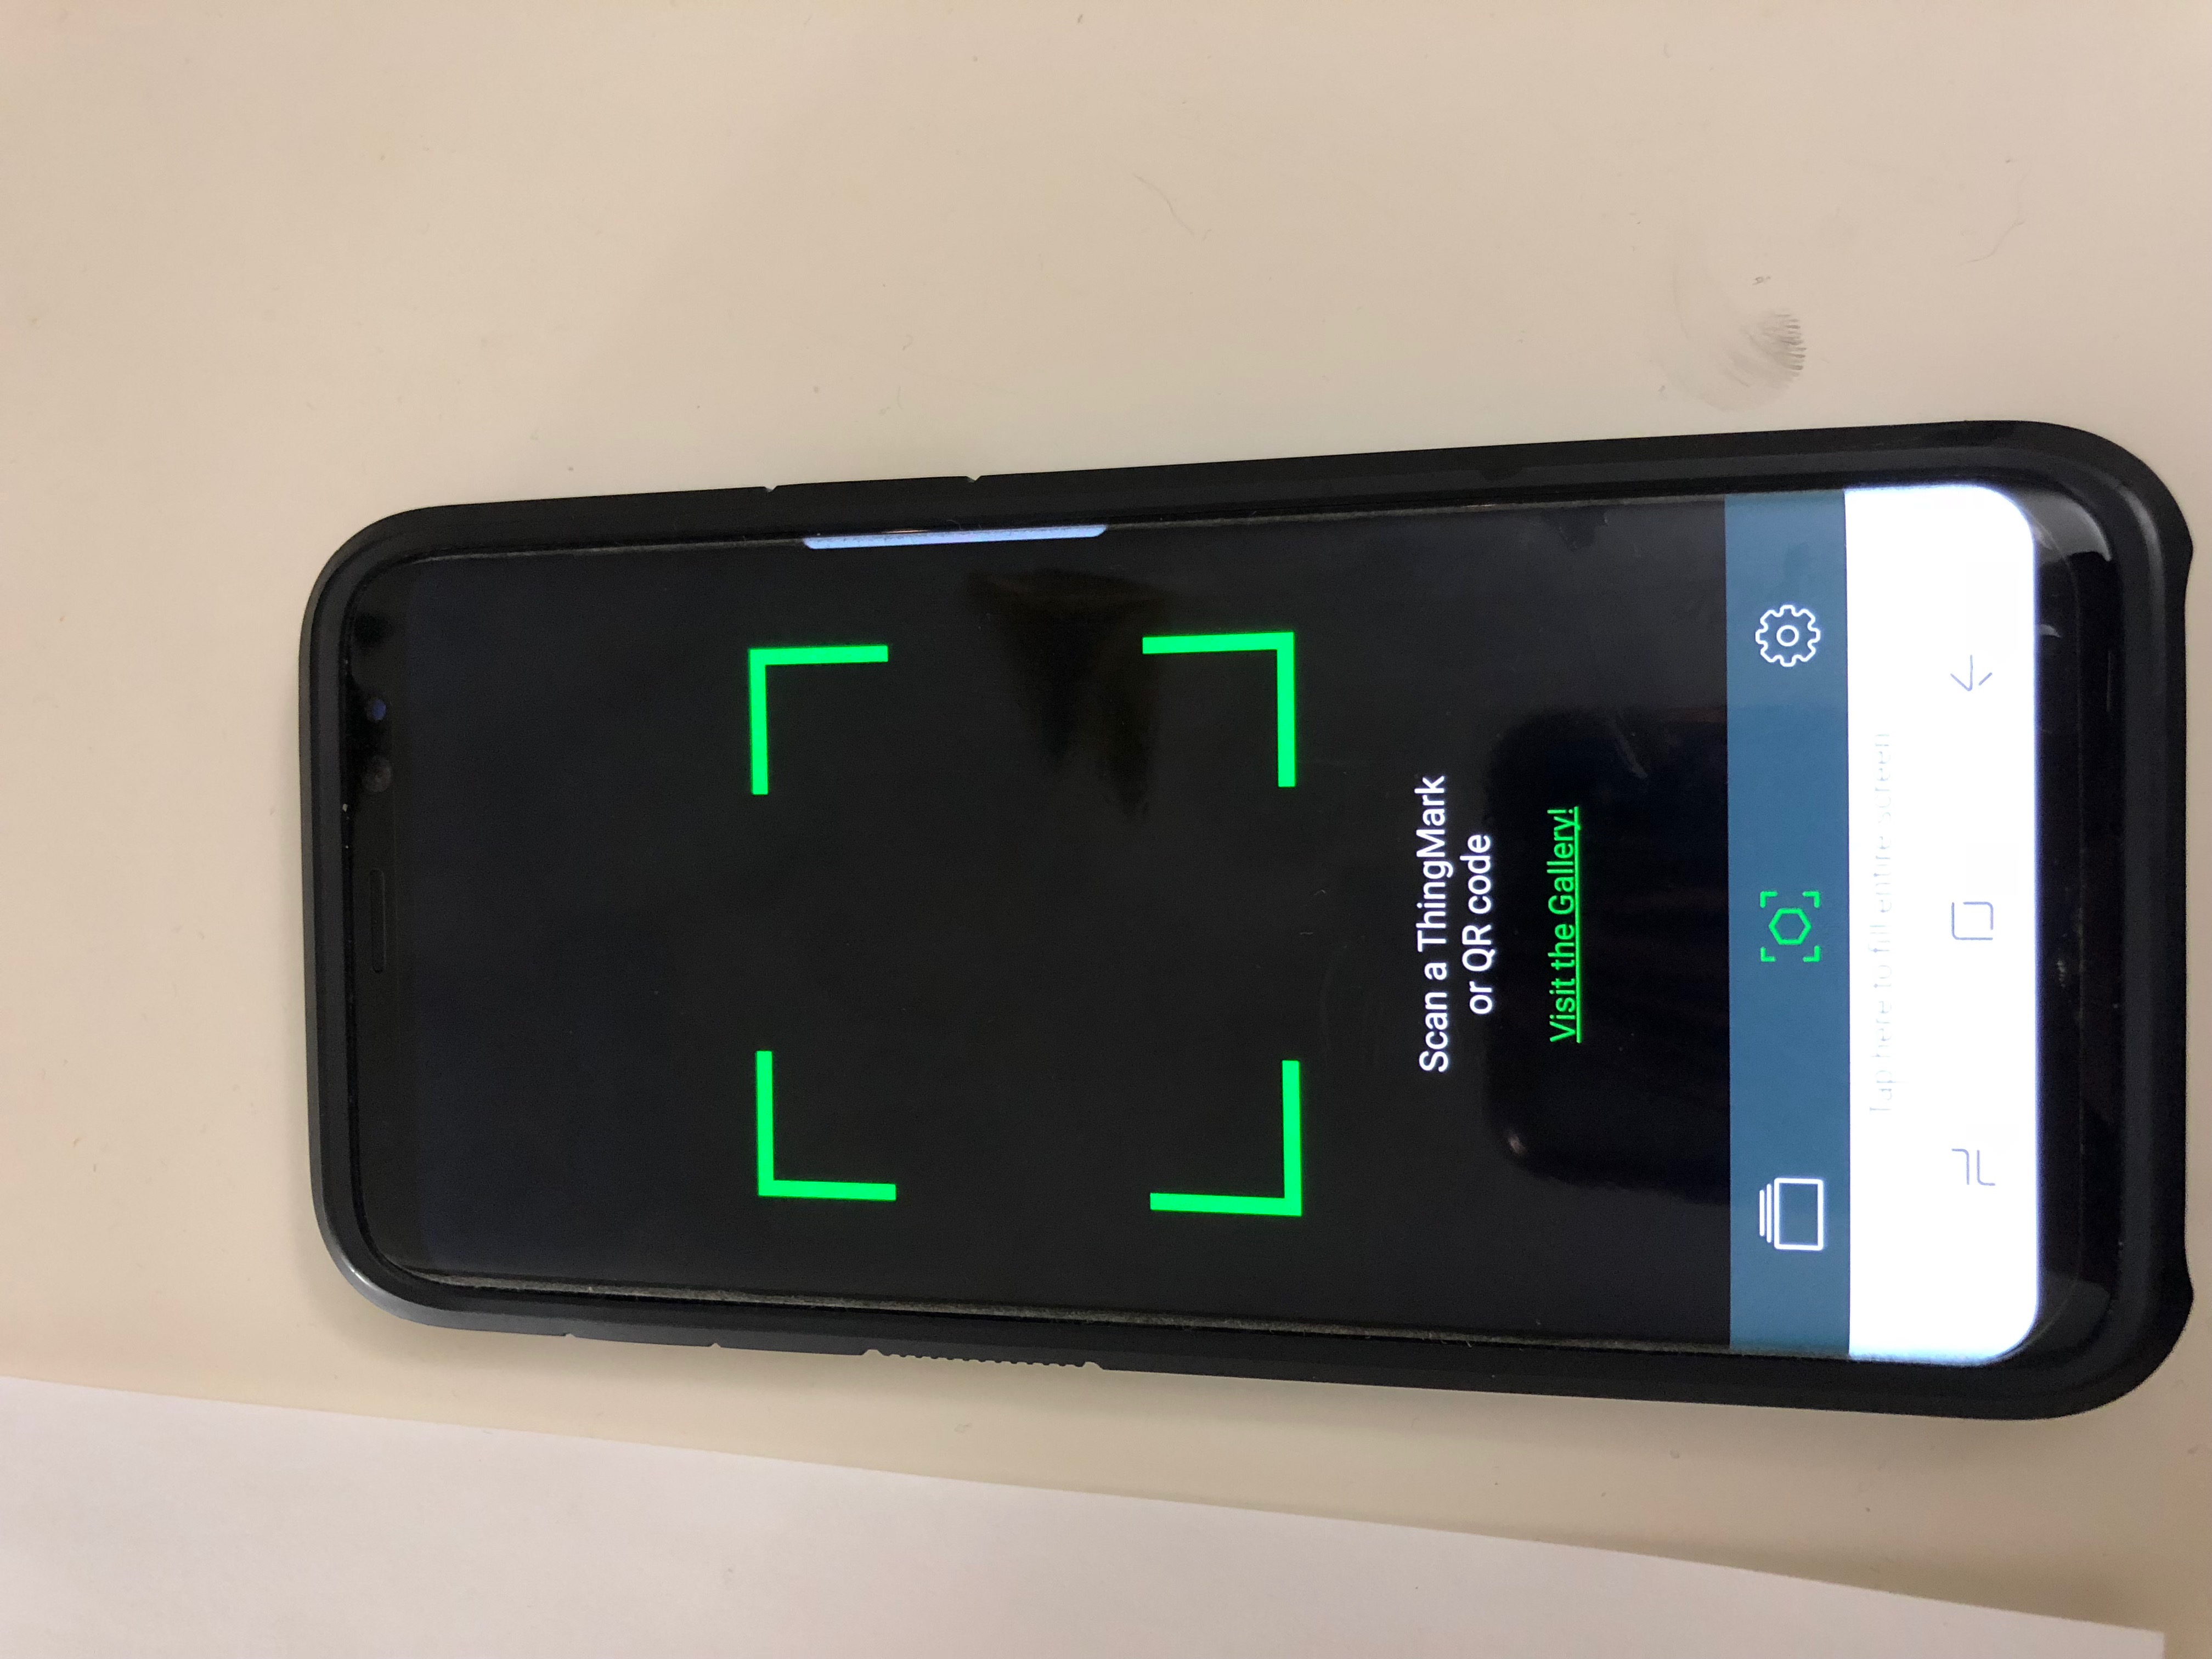 Scan a ThingMark
or QR code
Visit the Gallery!
Tap here to fill entire screen